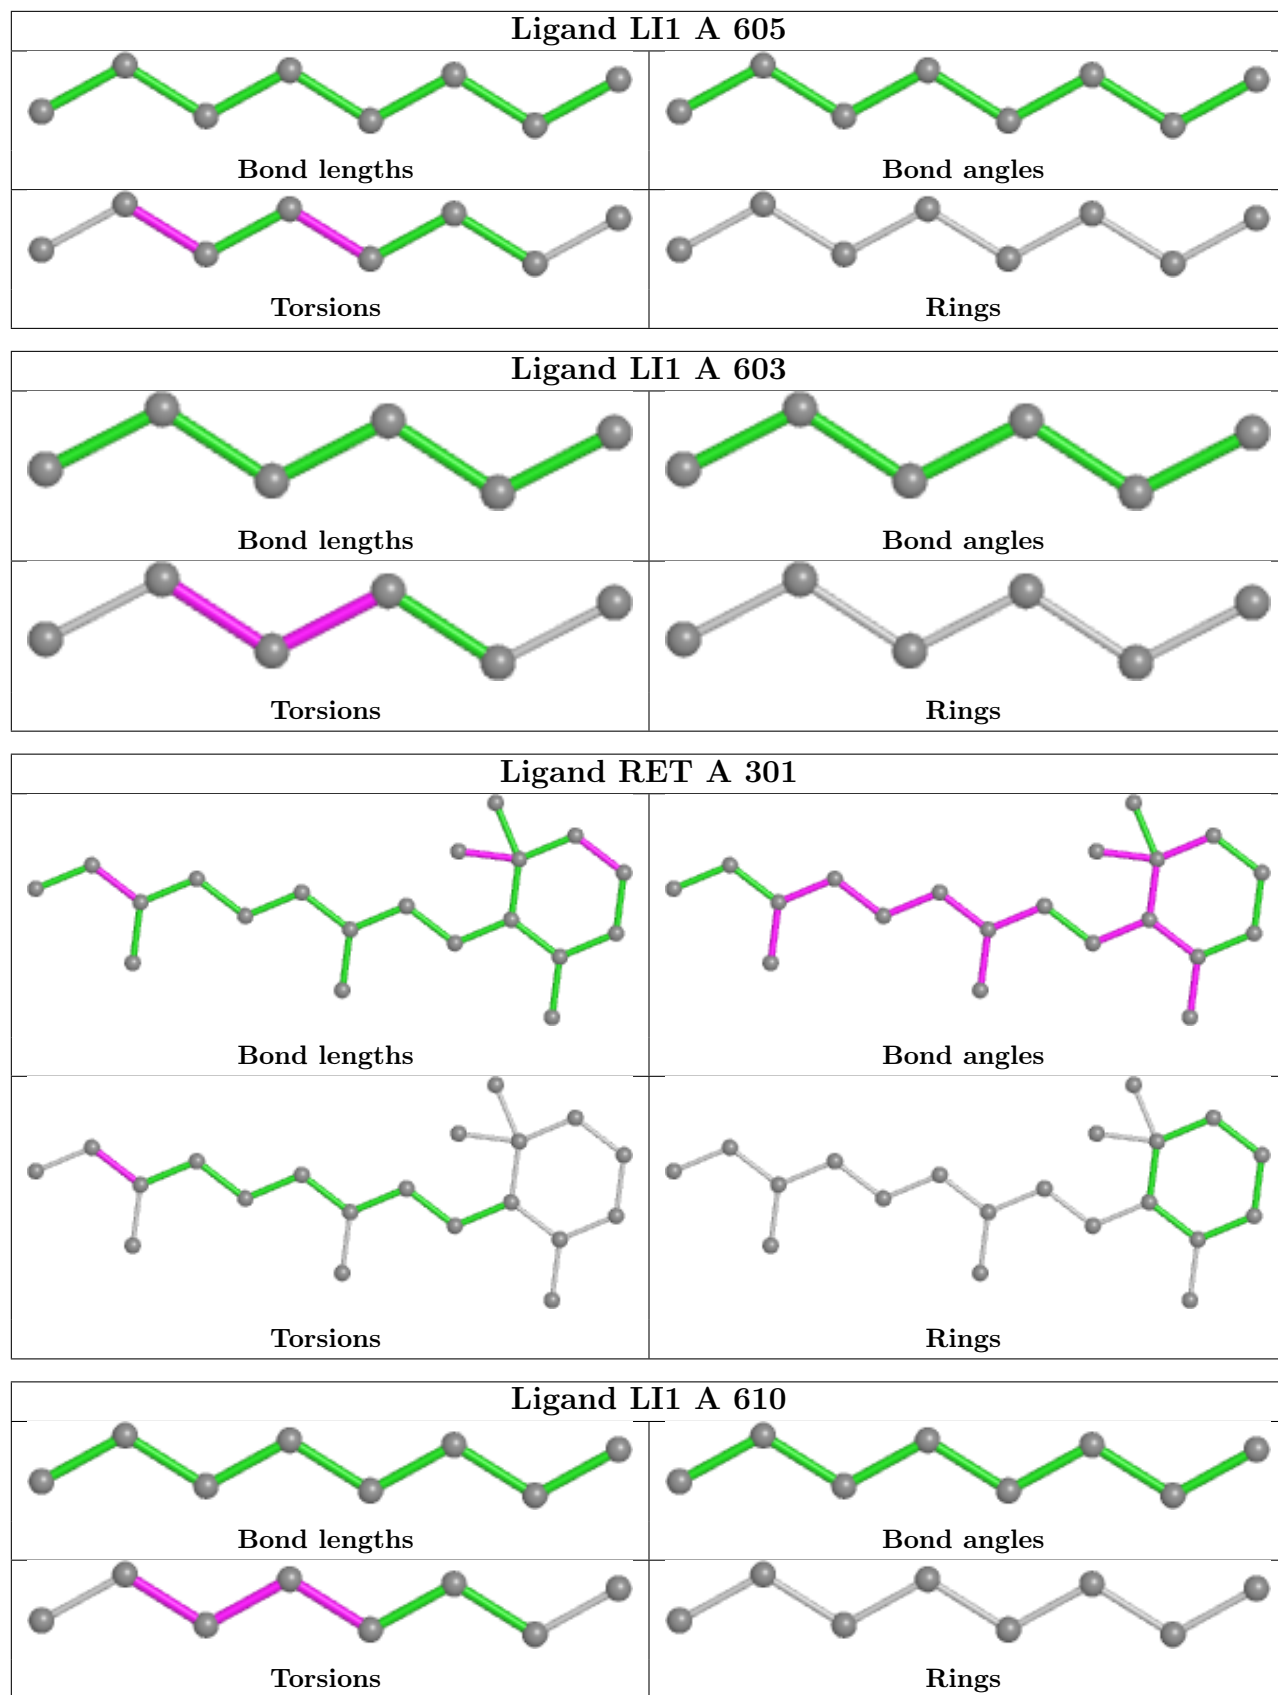 Ligand LI1 A 605
Bond lengths Bond angles
Torsions Rings
Ligand LI1 A 603
Bond lengths Bond angles
Torsions Rings
Ligand RET A 301
Bond lengths Bond angles
Torsions Rings
Ligand LI1 A 610
Bond lengths Bond angles
Torsions Rings